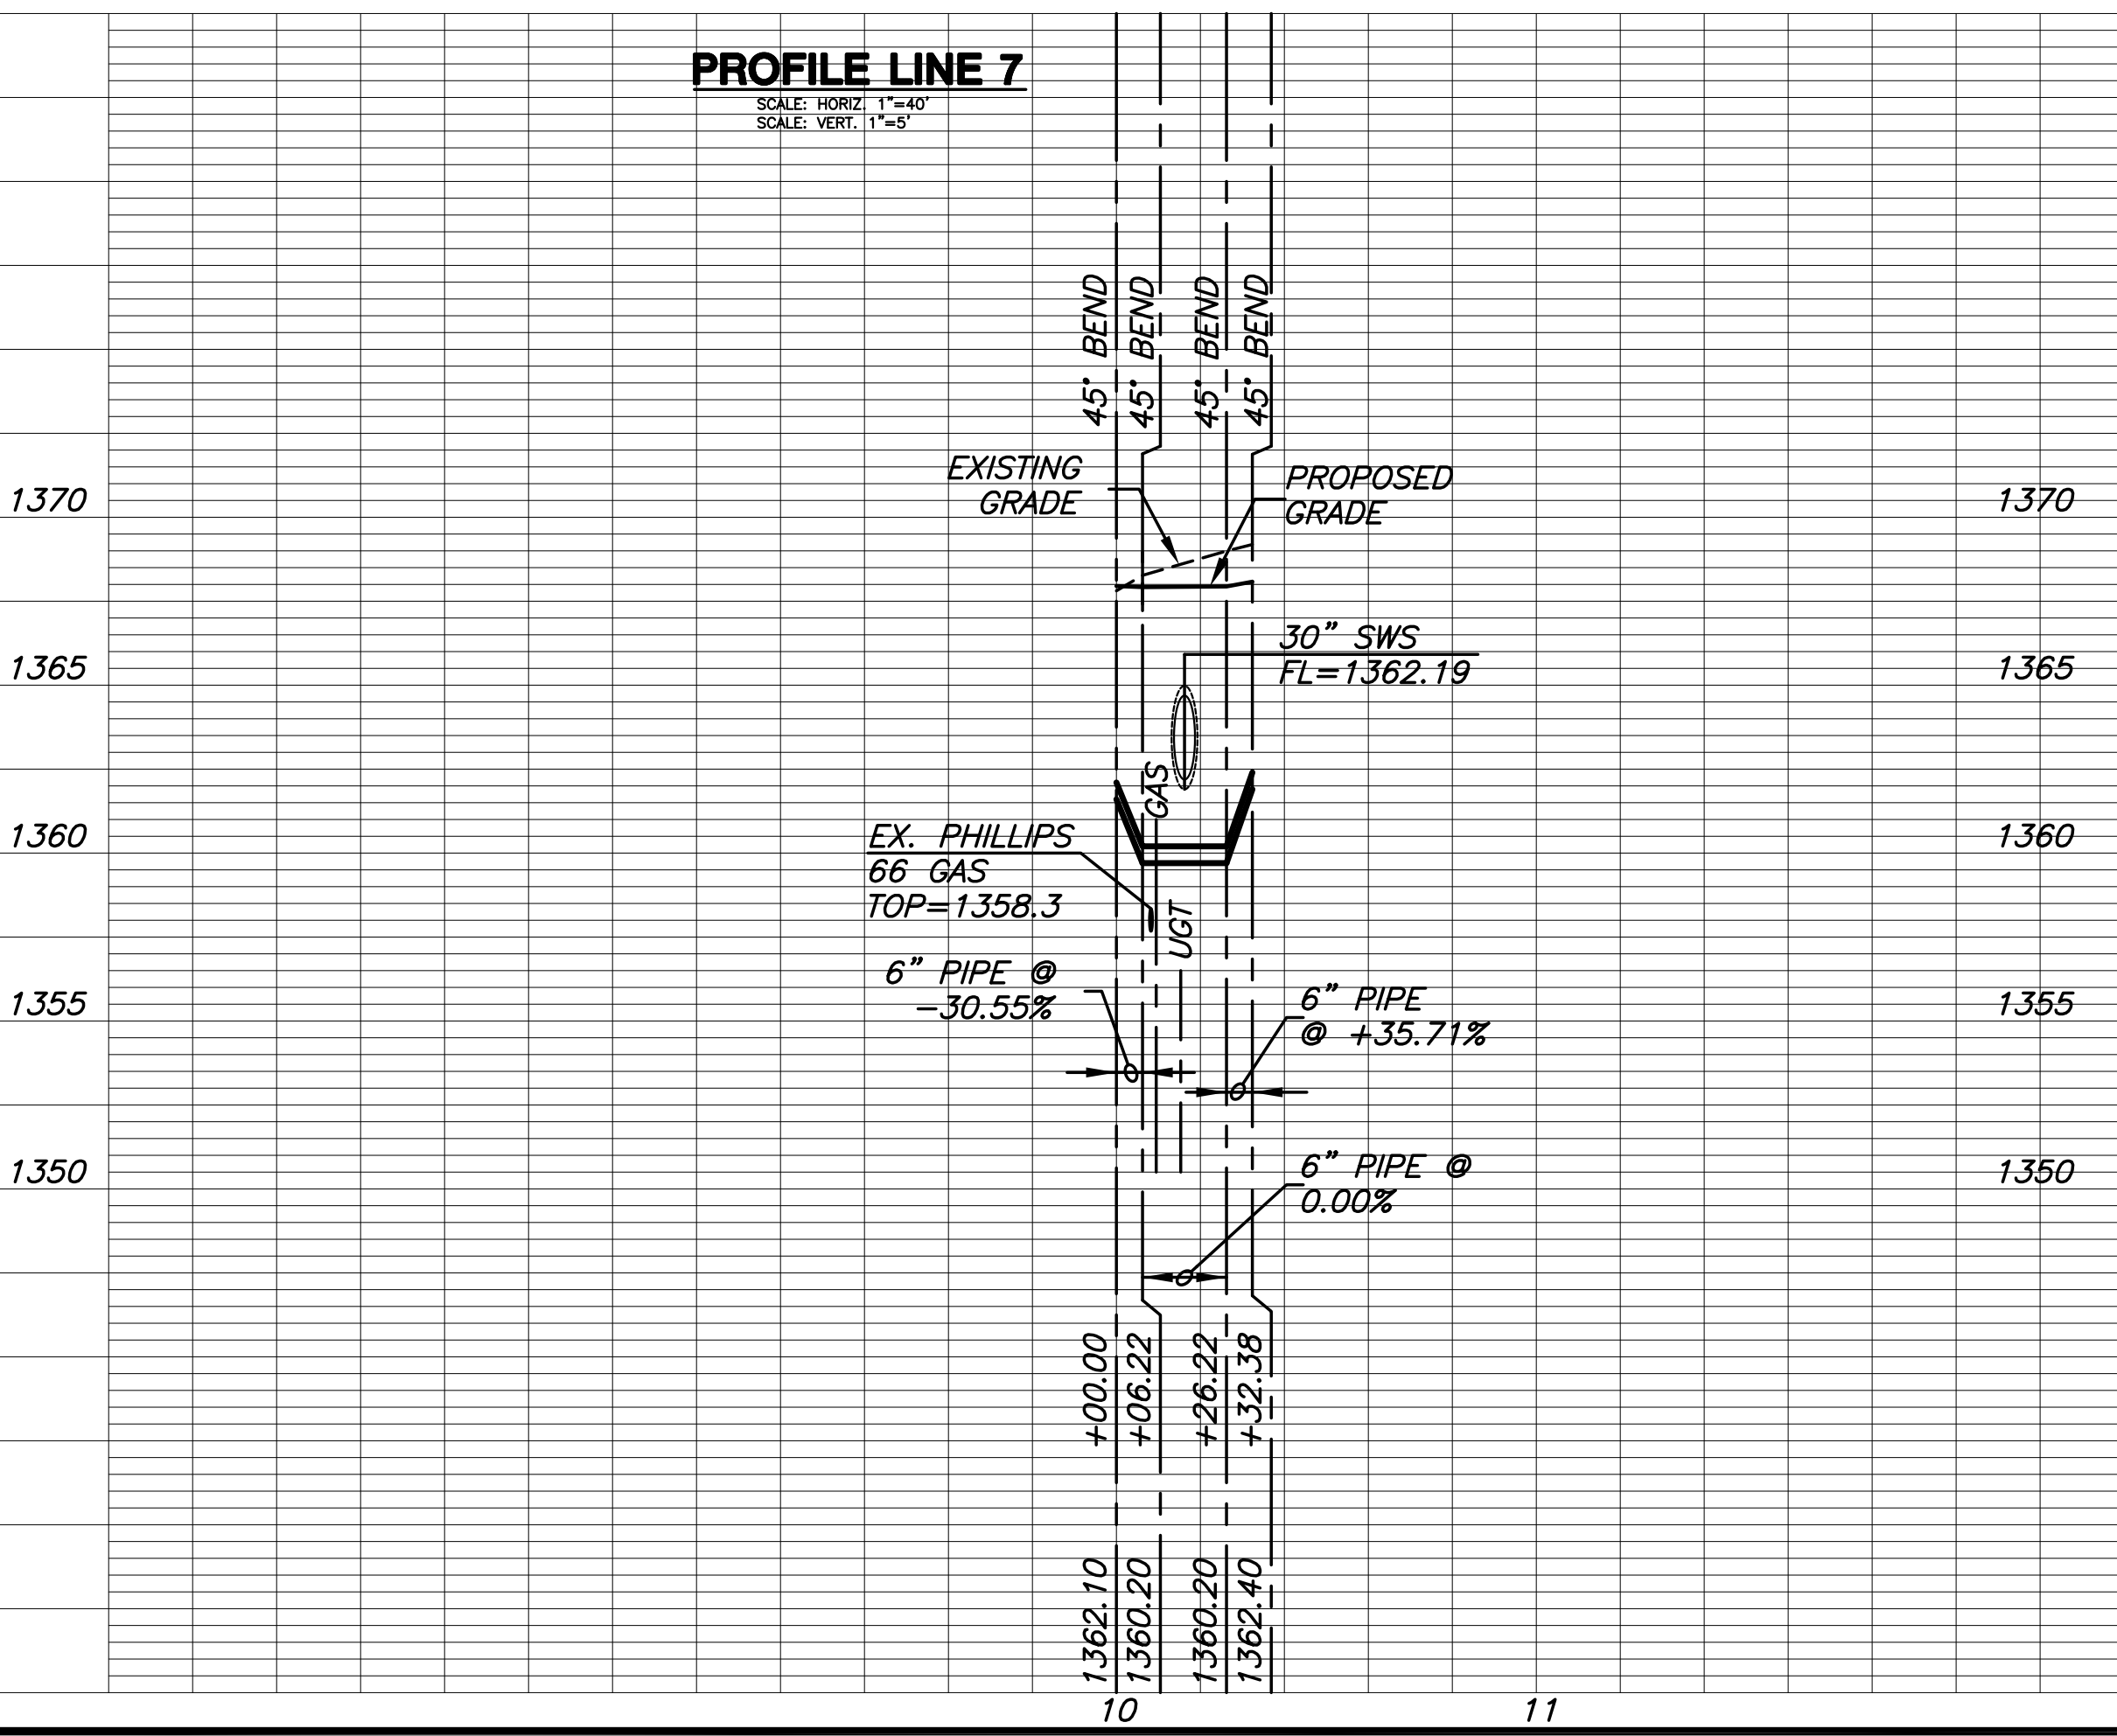 PROFILE LINE 7
SCALE: HORIZ. 1"=40'
SCALE: VERT. 1"=5'
45° BEND
45° BEND
45° BEND
45° BEND
EXISTING
GRADE
PROPOSED
GRADE
1370
1370
30" SWS
FL=1362.19
1365
1365
GAS
EX. PHILLIPS
66 GAS
TOP=1358.3
1360
1360
UGT
6" PIPE @
-30.55%
6" PIPE
@ +35.71%
1355
1355
6" PIPE @
0.00%
1350
1350
+00.00
+06.22
+26.22
+32.38
1362.10
1360.20
1360.20
1362.40
10
11